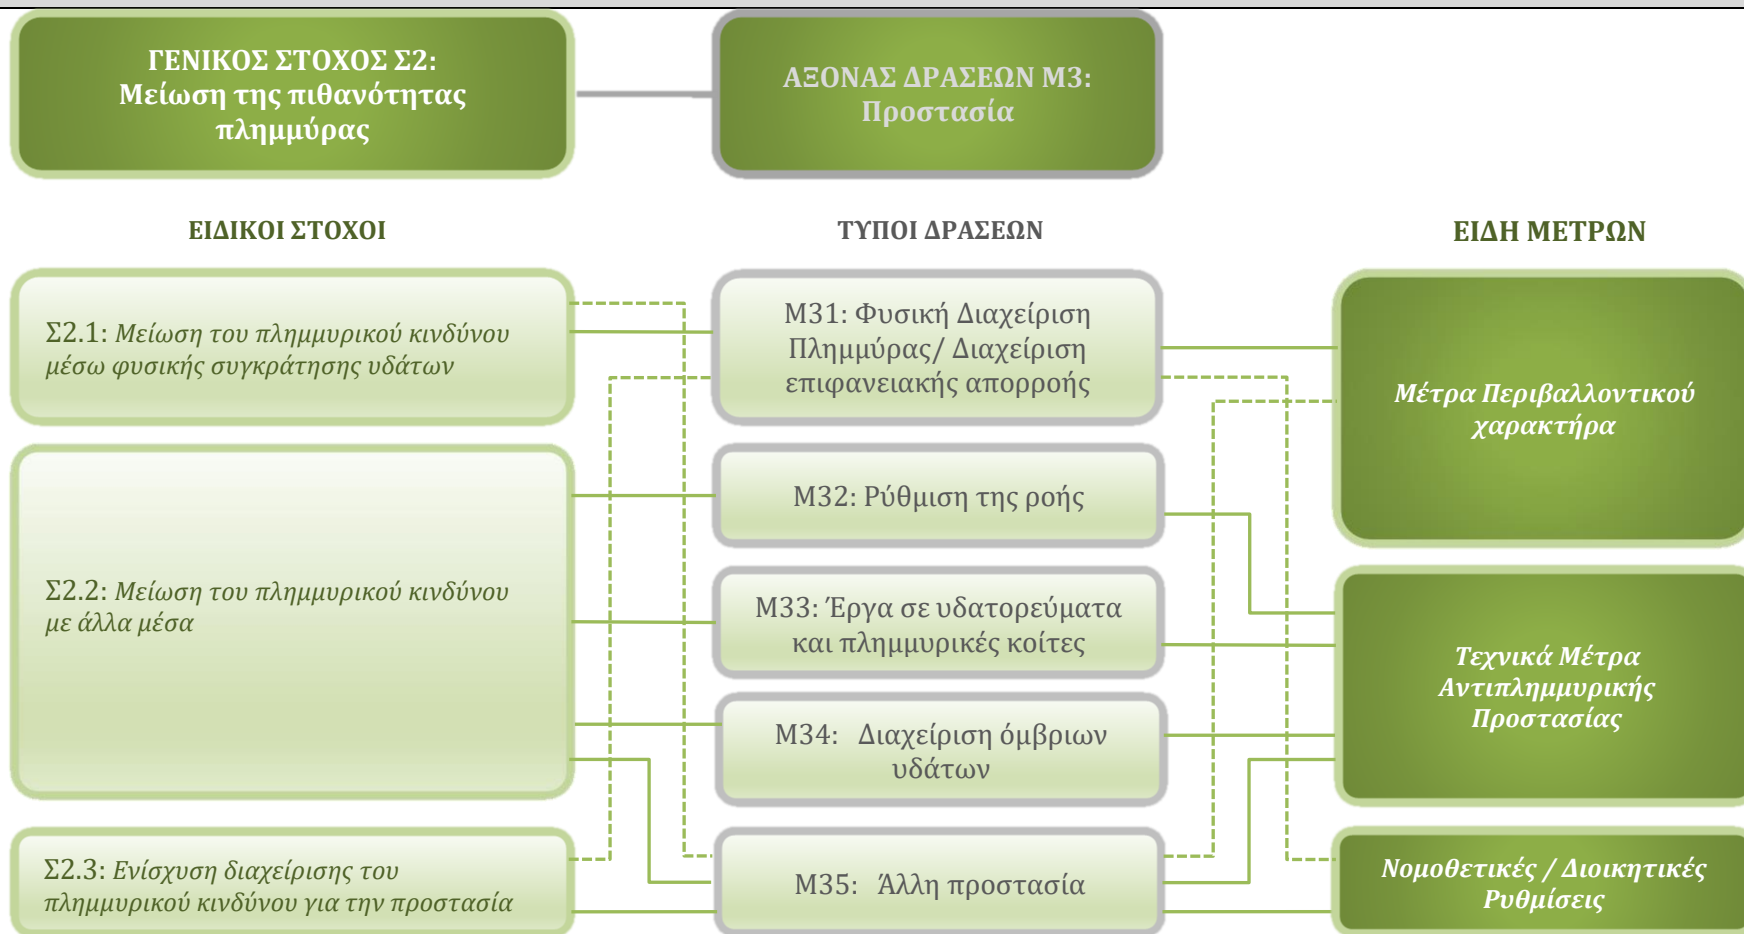 ΓΕΝΙΚΟΣ ΣΤΟΧΟΣ Σ2:
Μείωση της πιθανότητας
πλημμύρας
ΑΞΟΝΑΣ ΔΡΑΣΕΩΝ Μ3:
Προστασία
ΕΙΔΙΚΟΙ ΣΤΟΧΟΙ
ΤΥΠΟΙ ΔΡΑΣΕΩΝ
ΕΙΔΗ ΜΕΤΡΩΝ
Σ2.1: Μείωση του πλημμυρικού κινδύνου
μέσω φυσικής συγκράτησης υδάτων
Σ2.2: Μείωση του πλημμυρικού κινδύνου
με άλλα μέσα
Σ2.3: Ενίσχυση διαχείρισης του
πλημμυρικού κινδύνου για την προστασία
Μ31: Φυσική Διαχείριση
Πλημμύρας/ Διαχείριση
επιφανειακής απορροής
Μ32: Ρύθμιση της ροής
Μ33: Έργα σε υδατορεύματα
και πλημμυρικές κοίτες
Μ34: Διαχείριση όμβριων
υδάτων
Μ35: Άλλη προστασία
Μέτρα Περιβαλλοντικού
χαρακτήρα
Τεχνικά Μέτρα
Αντιπλημμυρικής
Προστασίας
Νομοθετικές / Διοικητικές
Ρυθμίσεις